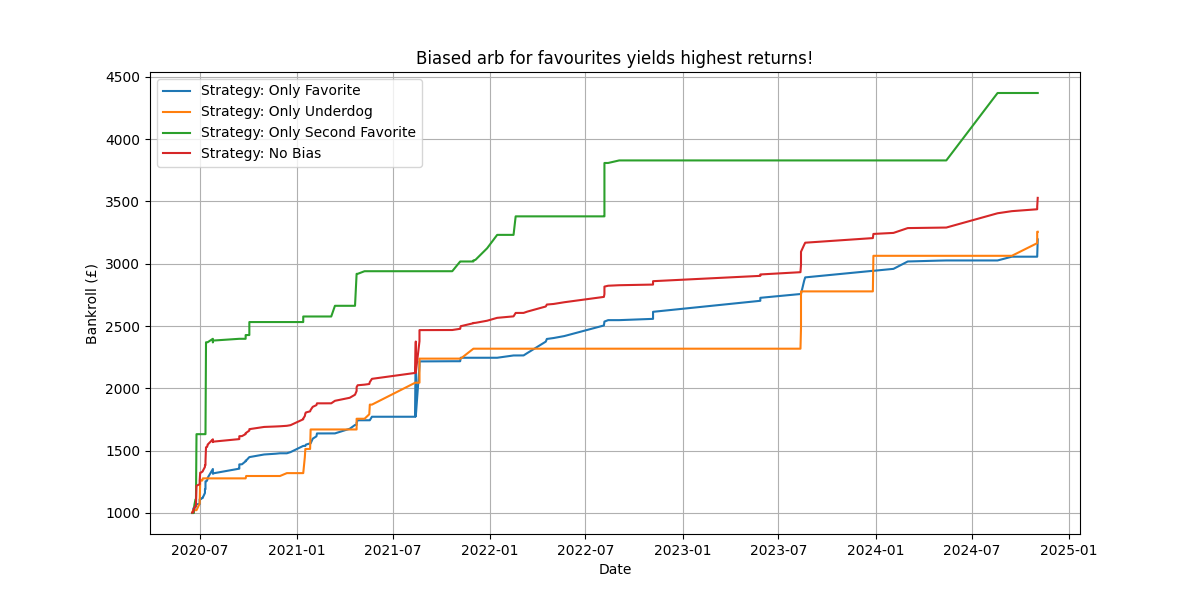 Biased arb for favourites yields highest returns!
Strategy: Only Favorite
Strategy: Only Underdog
Strategy: Only Second Favorite
Strategy: No Bias
Bankroll (£)
4500
4000
3500
3000
2500
2000
1500
1000
2020-07 2021-01 2021-07 2022-01 2022-07 2023-01 2023-07 2024-01 2024-07 2025-01
Date